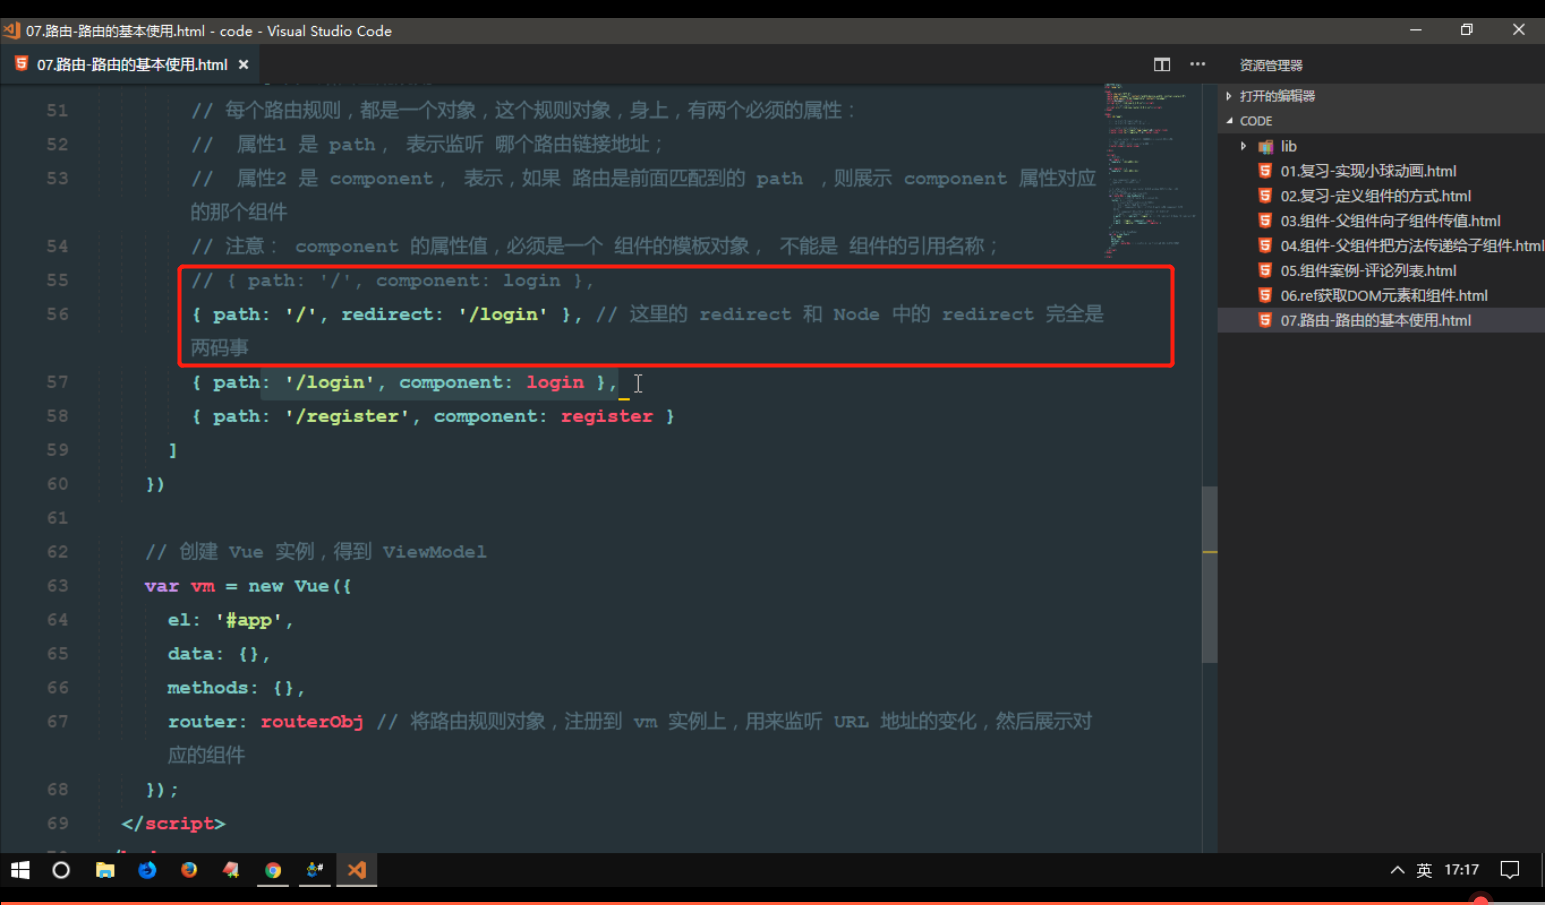 07.路由-路由的基本使用.html - code - Visual Studio Code
07.路由-路由的基本使用.html
资源管理器
打开的编辑器
CODE
lib
01.复习-实现小球动画.html
02.复习-定义组件的方式.html
03.组件-父组件向子组件传值.html
04.组件-父组件把方法传递给子组件.html
05.组件案例-评论列表.html
06.ref获取DOM元素和组件.html
07.路由-路由的基本使用.html
51 // 每个路由规则，都是一个对象，这个规则对象，身上，有两个必须的属性：
52 //  属性1 是 path， 表示监听 哪个路由链接地址；
53 //  属性2 是 component， 表示，如果 路由是前面匹配到的 path ，则展示 component 属性对应
的那个组件
54 // 注意： component 的属性值，必须是一个 组件的模板对象， 不能是 组件的引用名称；
55 // { path: '/', component: login },
56 { path: '/', redirect: '/login' }, // 这里的 redirect 和 Node 中的 redirect 完全是
两码事
57 { path: '/login', component: login },
58 { path: '/register', component: register }
59 ]
60 })
61
62 // 创建 Vue 实例，得到 ViewModel
63 var vm = new Vue({
64 el: '#app',
65 data: {},
66 methods: {},
67 router: routerObj // 将路由规则对象，注册到 vm 实例上，用来监听 URL 地址的变化，然后展示对
应的组件
68 });
69 </script>
英 17:17